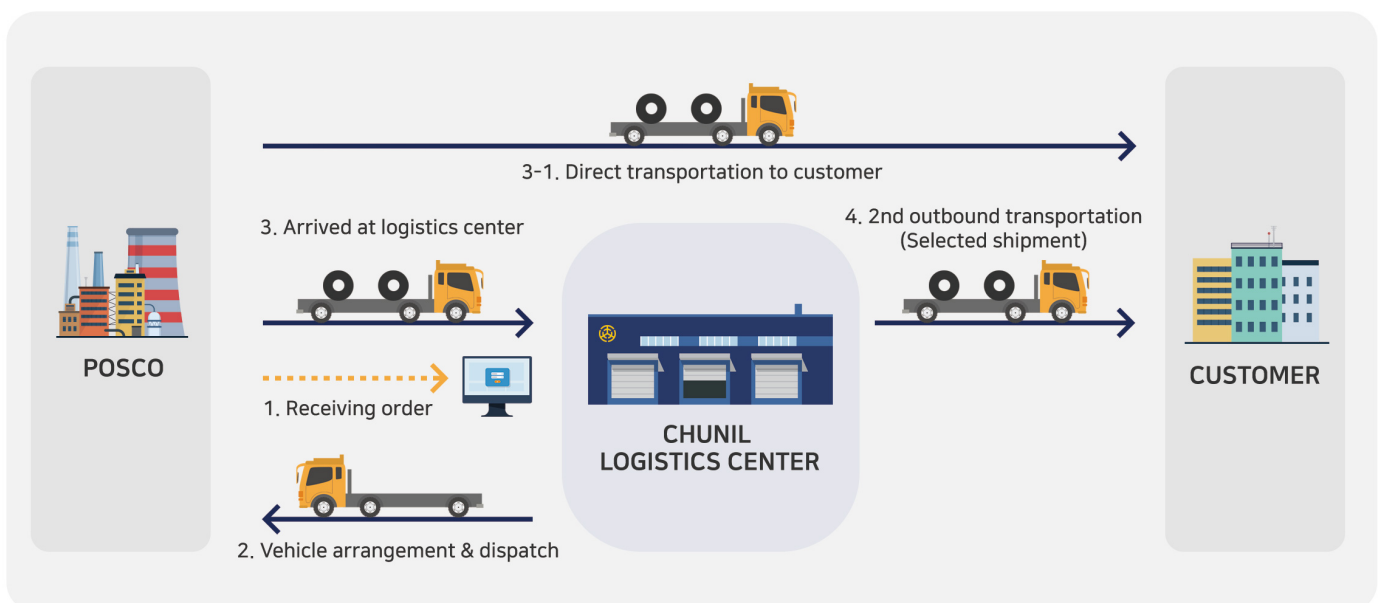 3-1. Direct transportation to customer
3. Arrived at logistics center
4. 2nd outbound transportation
(Selected shipment)
POSCO
1. Receiving order
CHUNIL
LOGISTICS CENTER
CUSTOMER
2. Vehicle arrangement & dispatch